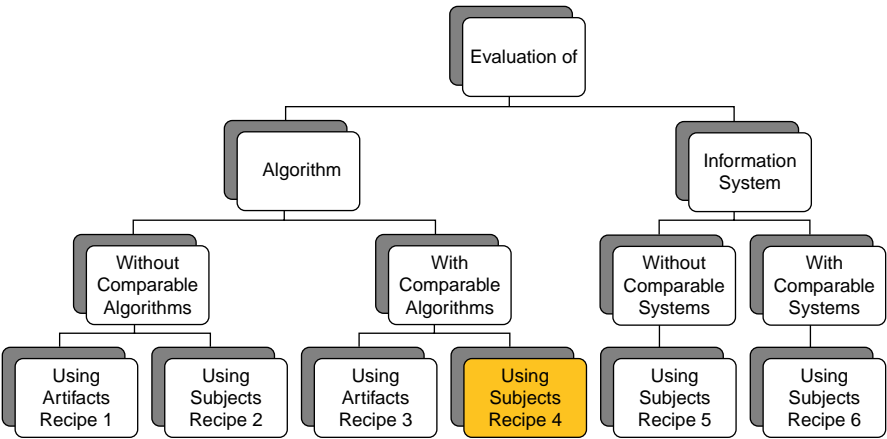 Evaluation of
Algorithm
Information
System
Without
Comparable
Algorithms
With
Comparable
Algorithms
Without
Comparable
Systems
With
Comparable
Systems
Using
Artifacts
Recipe 1
Using
Subjects
Recipe 2
Using
Artifacts
Recipe 3
Using
Subjects
Recipe 4
Using
Subjects
Recipe 5
Using
Subjects
Recipe 6